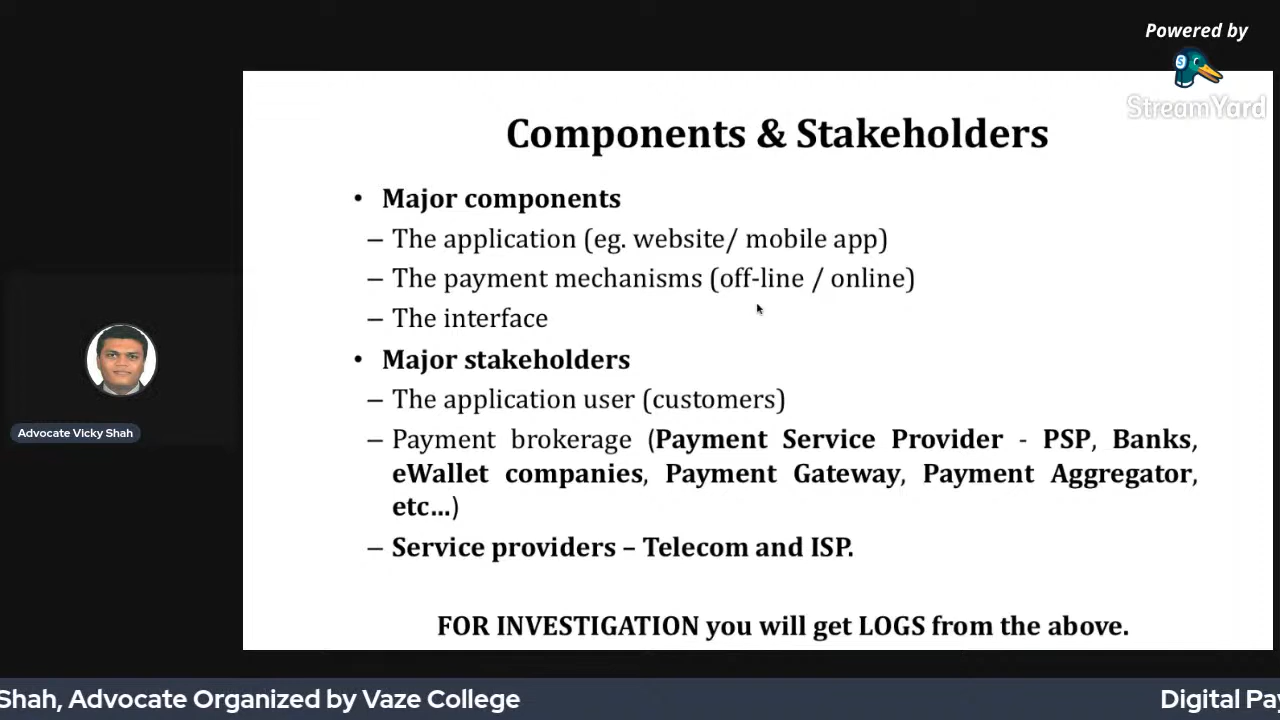 Powered by
StreamYard
Components & Stakeholders
• Major components
– The application (eg. website/ mobile app)
– The payment mechanisms (off-line / online)
– The interface
• Major stakeholders
– The application user (customers)
– Payment brokerage (Payment Service Provider - PSP, Banks,
eWallet companies, Payment Gateway, Payment Aggregator,
etc...)
– Service providers – Telecom and ISP.
FOR INVESTIGATION you will get LOGS from the above.
Advocate Vicky Shah
Shah, Advocate Organized by Vaze College
Digital Pay